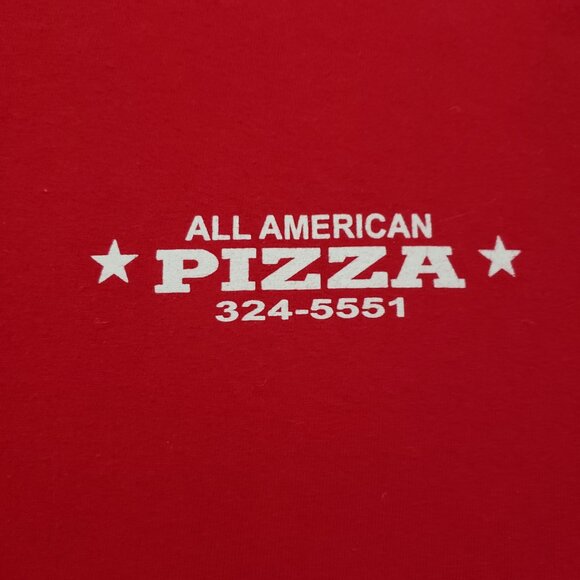 ALL AMERICAN
★ PIZZA ★
324-5551